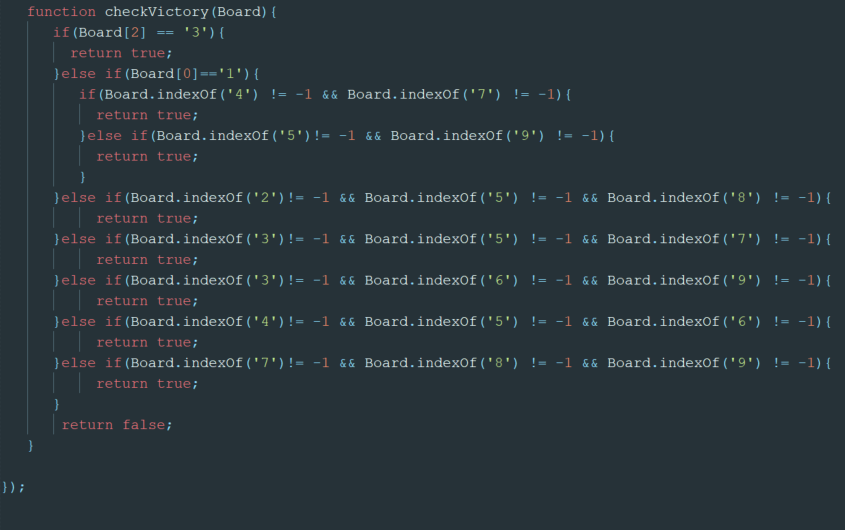 function checkVictory(Board){
if(Board[2] == '3'){
return true;
}else if(Board[0]=='1'){
if(Board.indexOf('4') != -1 && Board.indexOf('7') != -1){
return true;
}else if(Board.indexOf('5')!= -1 && Board.indexOf('9') != -1){
return true;
}
}else if(Board.indexOf('2')!= -1 && Board.indexOf('5') != -1 && Board.indexOf('8') != -1){
return true;
}else if(Board.indexOf('3')!= -1 && Board.indexOf('5') != -1 && Board.indexOf('7') != -1){
return true;
}else if(Board.indexOf('3')!= -1 && Board.indexOf('6') != -1 && Board.indexOf('9') != -1){
return true;
}else if(Board.indexOf('4')!= -1 && Board.indexOf('5') != -1 && Board.indexOf('6') != -1){
return true;
}else if(Board.indexOf('7')!= -1 && Board.indexOf('8') != -1 && Board.indexOf('9') != -1){
return true;
}
return false;
}
});